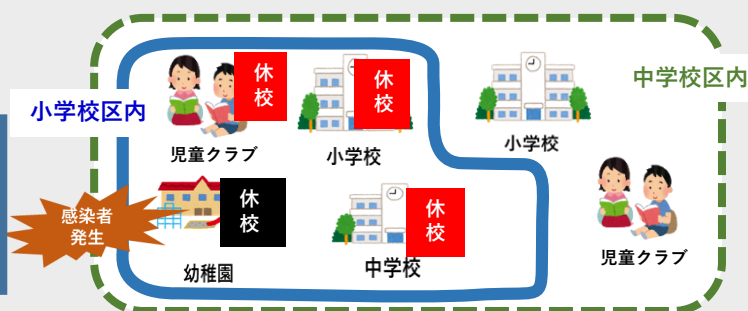 中学校区内
小学校区内
休校
児童クラブ
休校
小学校
小学校
感染者
発生
休校
幼稚園
休校
中学校
児童クラブ